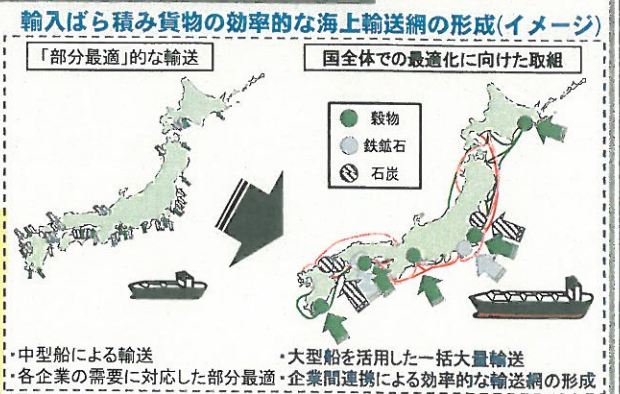 輸入ばら積み貨物の効率的な海上輸送網の形成(イメージ)
「部分最適」的な輸送
国全体での最適化に向けた取組
穀物
鉄鉱石
石炭
・中型船による輸送
・各企業の需要に対応した部分最適
・大型船を活用した一括大量輸送
・企業間連携による効率的な輸送網の形成